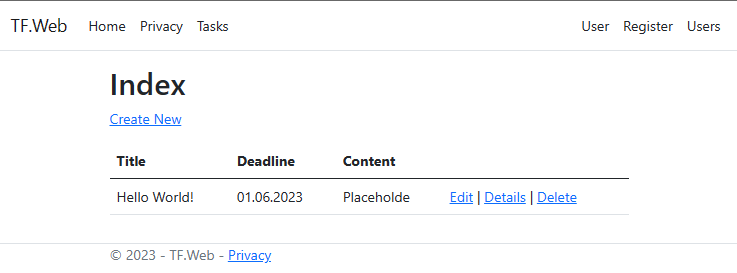 TF.Web Home Privacy Tasks User Register Users
Index
Create New
Title Deadline Content
Hello World! 01.06.2023 Placeholde Edit | Details | Delete
© 2023 - TF.Web - Privacy